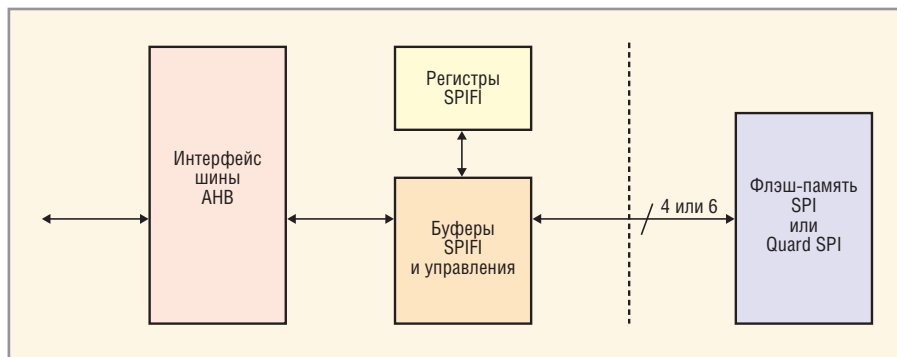 Регистры
SPIFI
Интерфейс
шины
AHB
Буферы
SPIFI
и управления
4 или 6
Флэш-память
SPI
или
Quard SPI